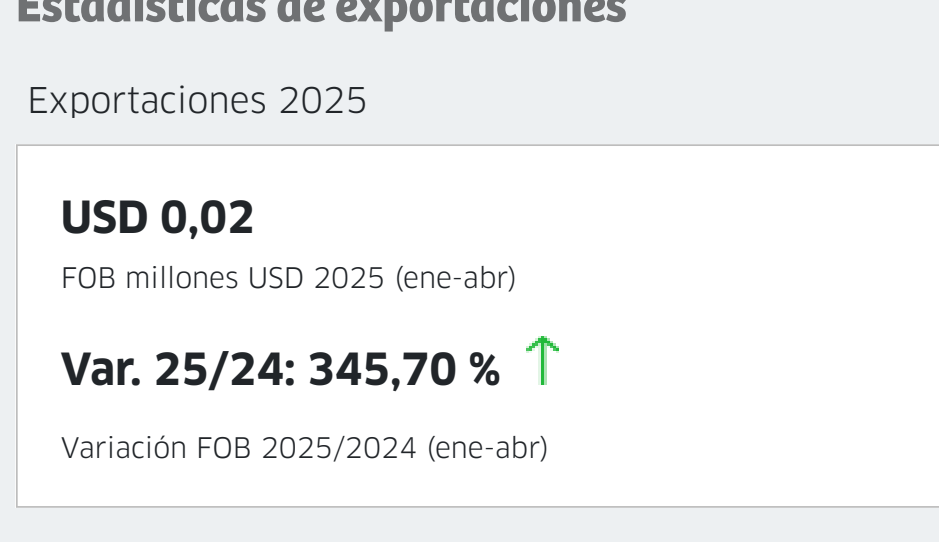 Estadísticas de exportaciones
Exportaciones 2025
USD 0,02
FOB millones USD 2025 (ene-abr)
Var. 25/24: 345,70 %
Variación FOB 2025/2024 (ene-abr)